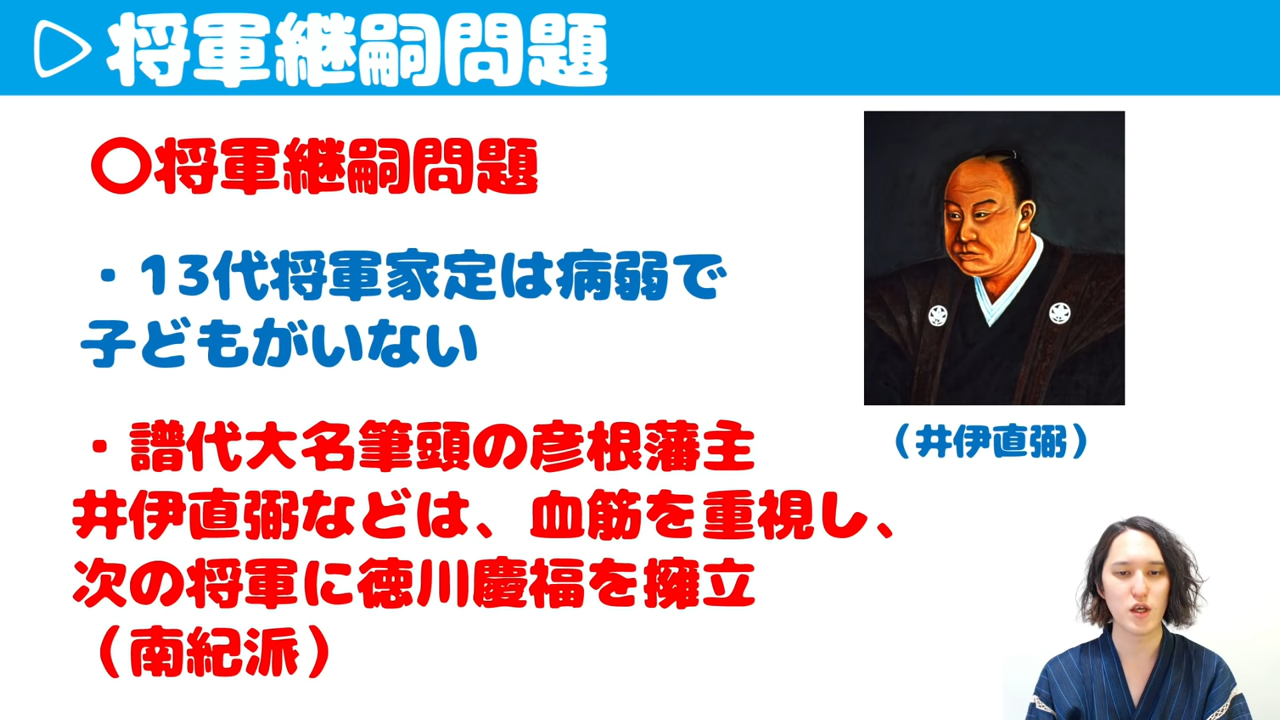 将軍継嗣問題
〇将軍継嗣問題
・13代将軍家定は病弱で
子どもがいない
・譜代大名筆頭の彦根藩主
井伊直弼などは、血筋を重視し、
次の将軍に徳川慶福を擁立
（南紀派）
（井伊直弼）